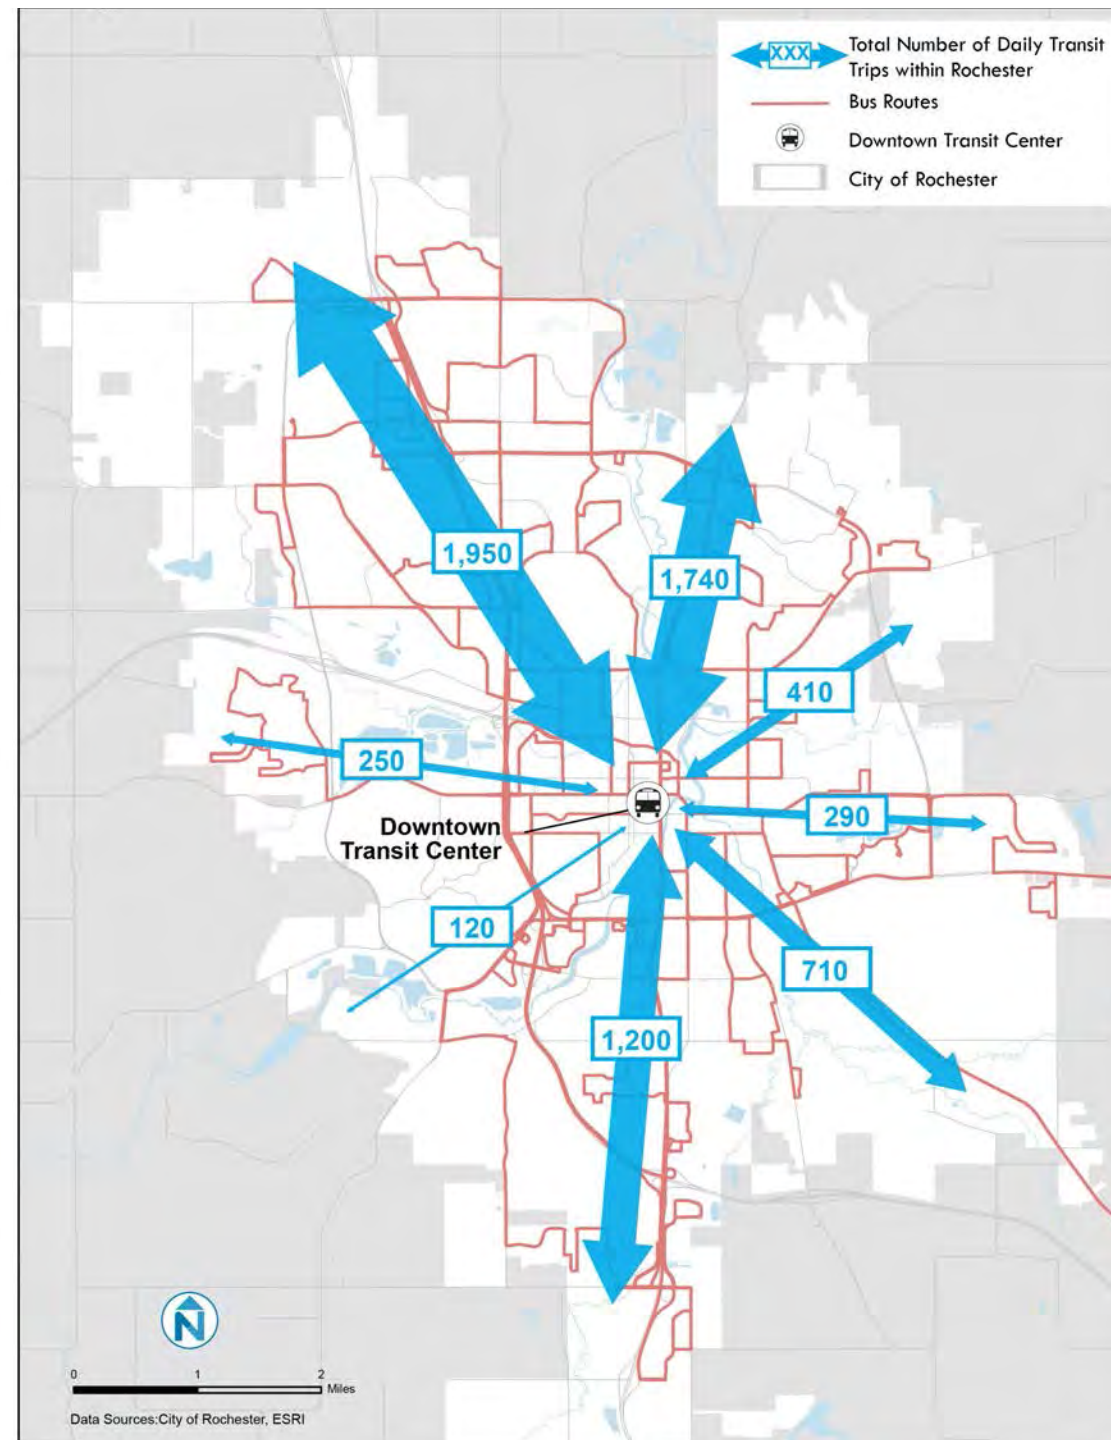 XXX
Total Number of Daily Transit
Trips within Rochester
Bus Routes
Downtown Transit Center
City of Rochester
1,950
1,740
410
250
290
Downtown
Transit Center
120
710
1,200
N
0 1 2
Miles
Data Sources:City of Rochester, ESRI